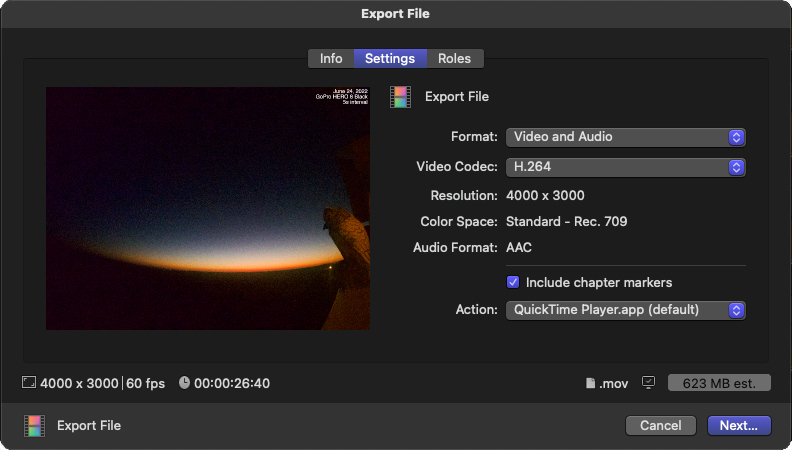 Export File
Info Settings Roles
June 24, 2022
GoPro HERO 8 Black
5s interval
Export File
Format: Video and Audio
Video Codec: H.264
Resolution: 4000 x 3000
Color Space: Standard - Rec. 709
Audio Format: AAC
Include chapter markers
Action: QuickTime Player.app (default)
4000 x 3000 | 60 fps 00:00:26:40 .mov 623 MB est.
Export File Cancel Next...